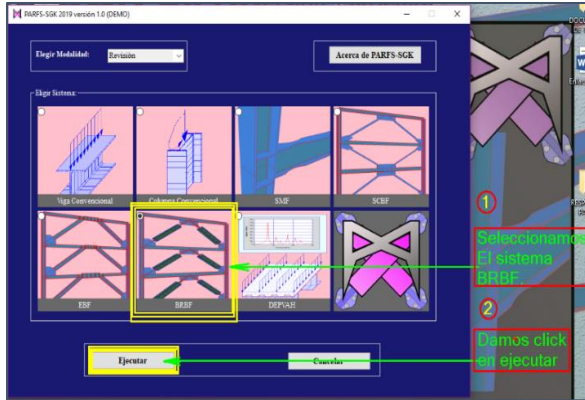 PARFS-SGK 2019 versión 1.0 (DEMO)
Elegir Modalidad:
Revisión
Acerca de PARFS-SGK
Eligir Sistema:
Viga Convencional
Columna Convencional
SMF
SCBF
EBF
BRBF
DEPVAH
Ejecutar
Cancelar
1
Seleccionamos
El sistema
BRBF.
2
Damos click
en ejecutar